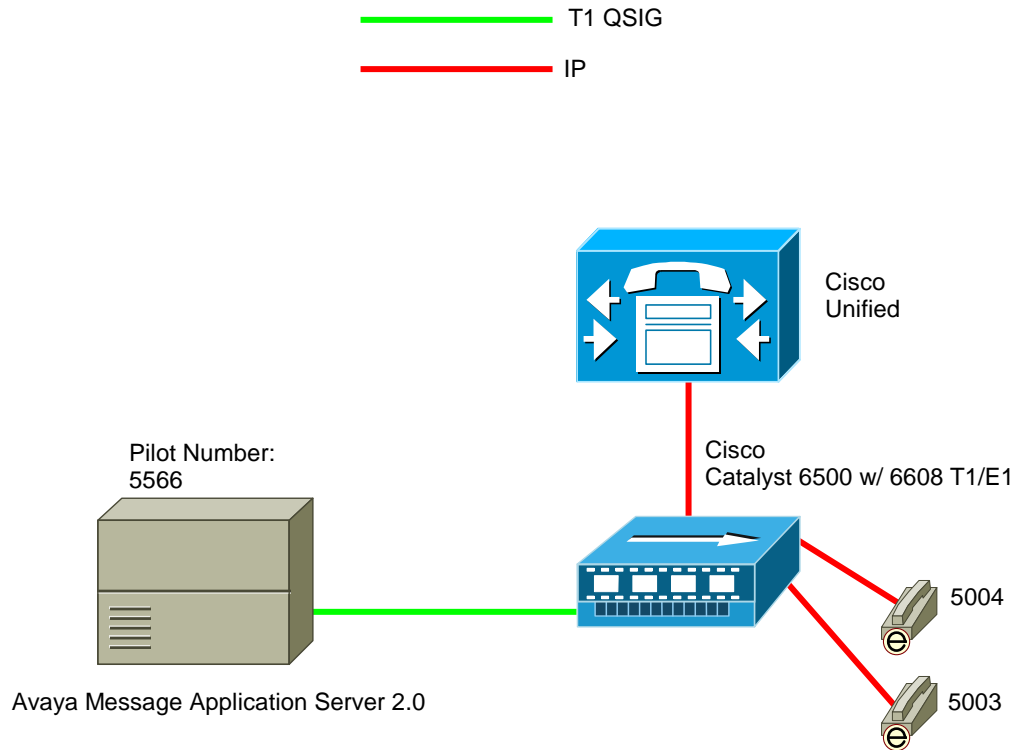 T1 QSIG
IP
Cisco
Unified
Pilot Number:
5566
Cisco
Catalyst 6500 w/ 6608 T1/E1
5004
e
5003
e
Avaya Message Application Server 2.0